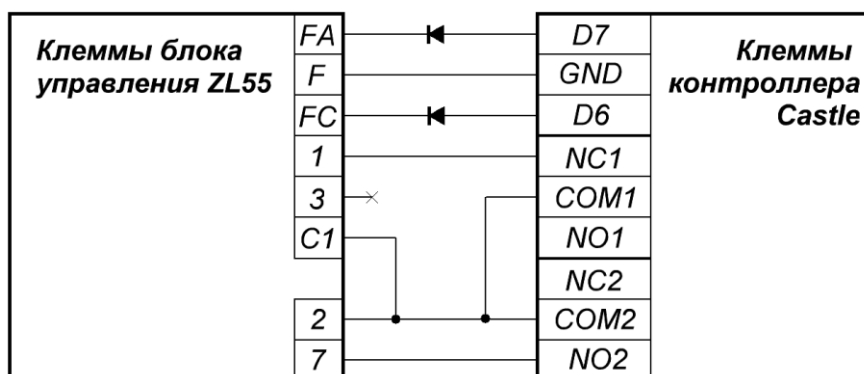 Клеммы блока
управления ZL55
FA
F
FC
1
3
C1
2
7
D7
GND
D6
NC1
COM1
NO1
NC2
COM2
NO2
Клеммы
контроллера
Castle